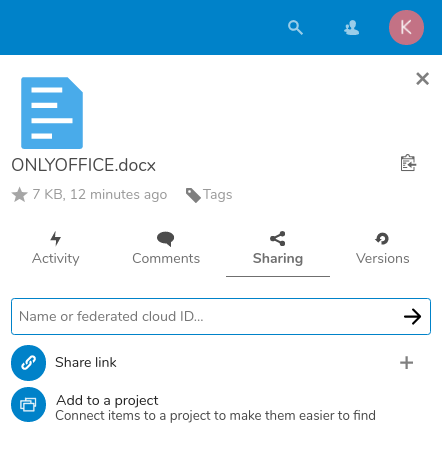 K
ONLYOFFICE.docx
7 KB, 12 minutes ago Tags
Activity Comments Sharing Versions
Name or federated cloud ID...
Share link
Add to a project
Connect items to a project to make them easier to find